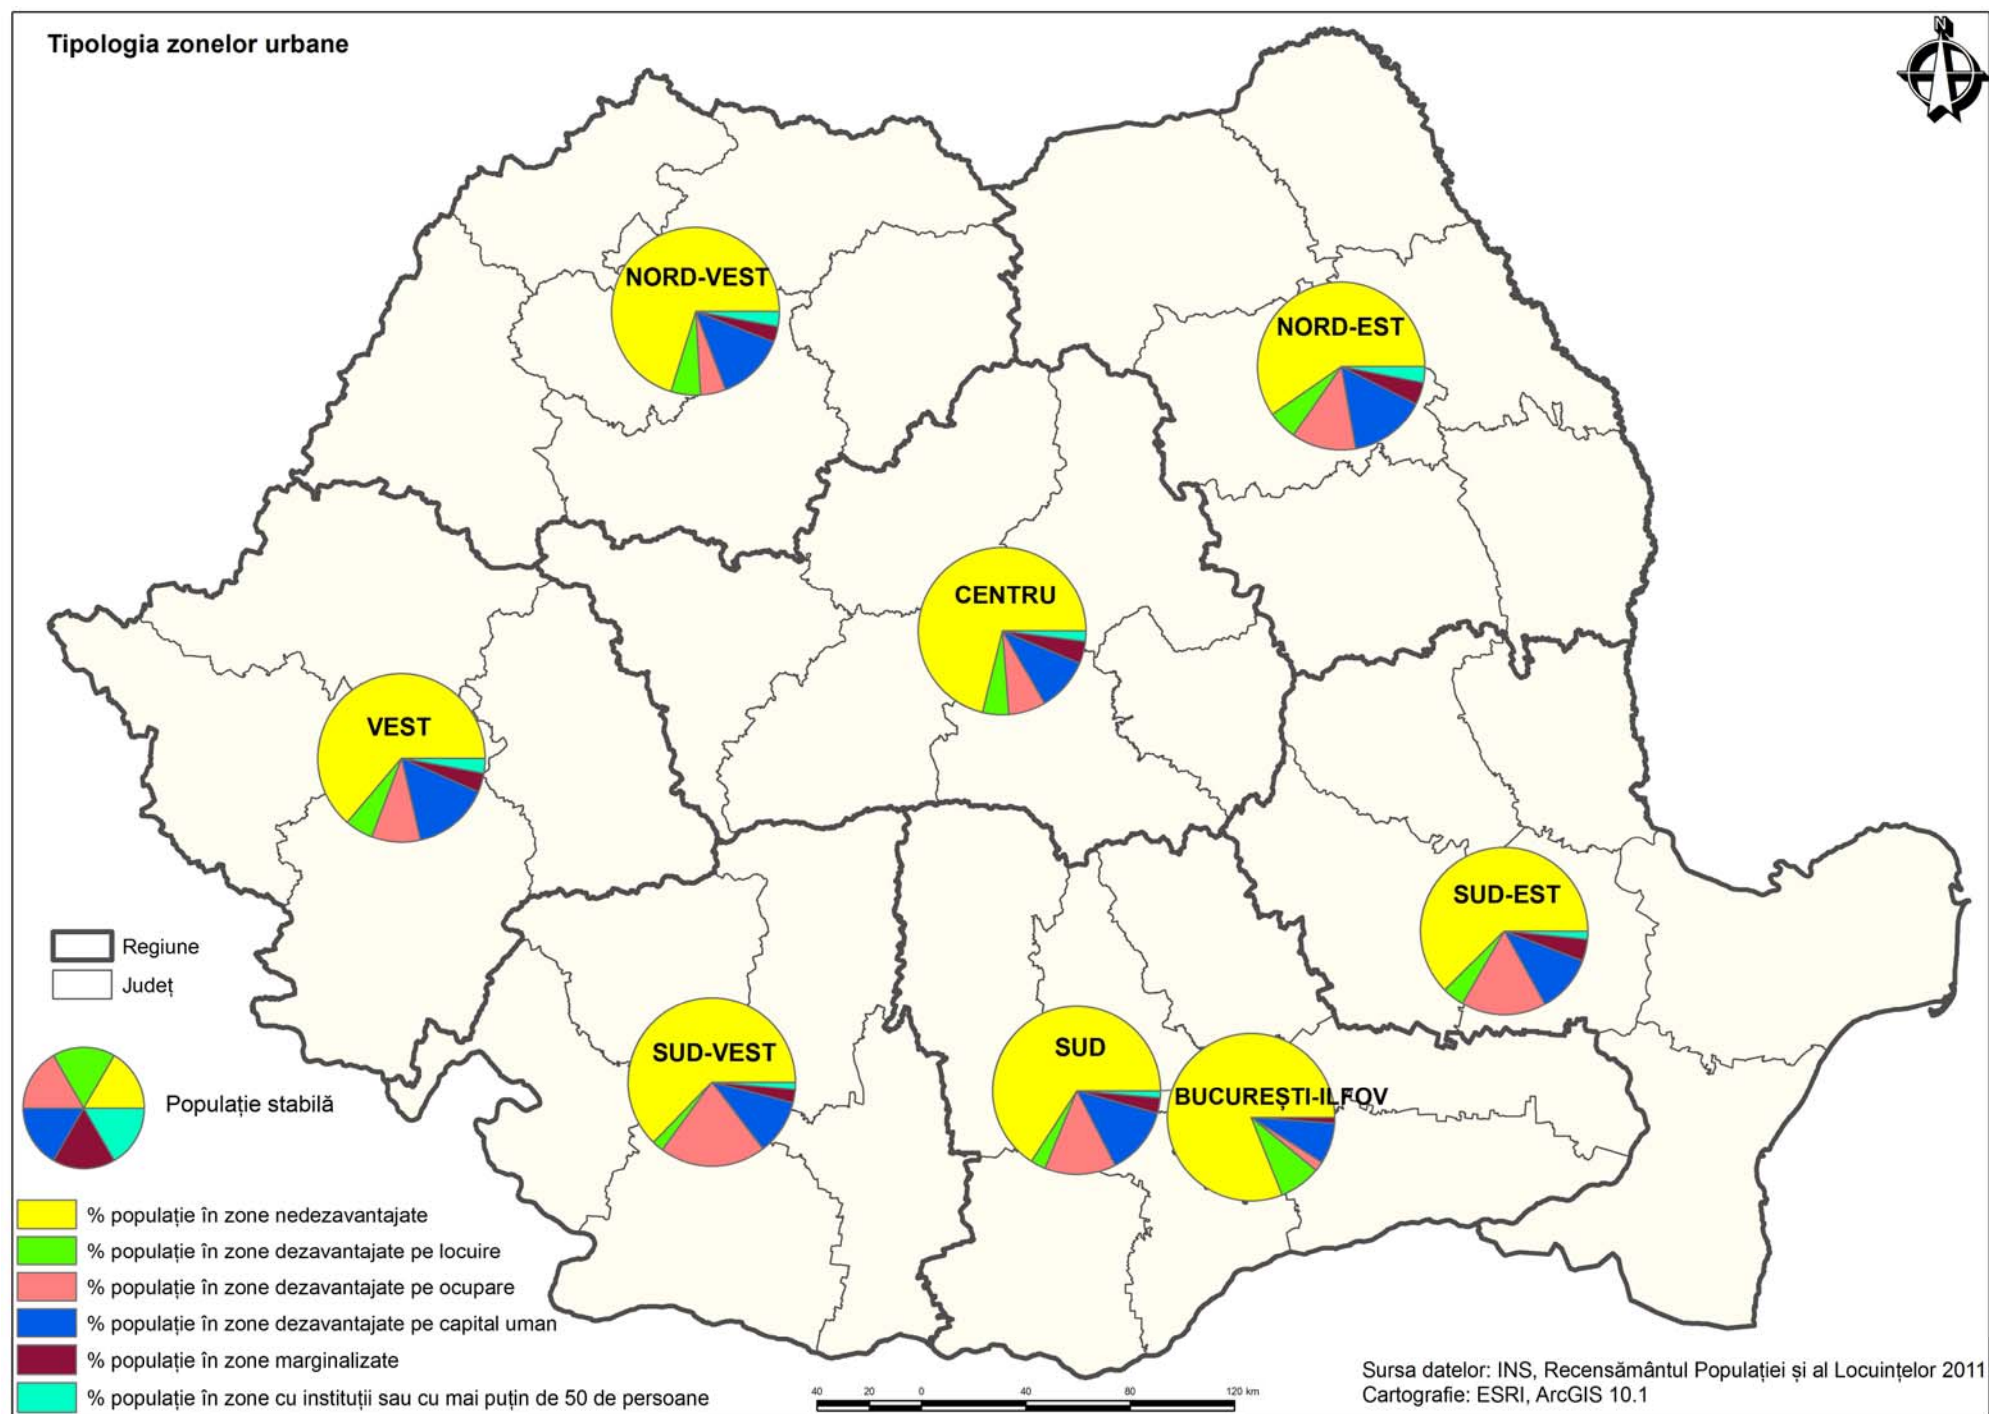 Tipologia zonelor urbane
N
NORD-VEST
NORD-EST
CENTRU
VEST
SUD-EST
Regiune
Județ
SUD-VEST
SUD
BUCUREȘTI-ILFOV
Populație stabilă
% populație în zone nedezavantajate
% populație în zone dezavantajate pe locuire
% populație în zone dezavantajate pe ocupare
% populație în zone dezavantajate pe capital uman
% populație în zone marginalizate
% populație în zone cu instituții sau cu mai puțin de 50 de persoane
40 20 0 40 80 120 km
Sursa datelor: INS, Recensământul Populației și al Locuințelor 2011
Cartografie: ESRI, ArcGIS 10.1